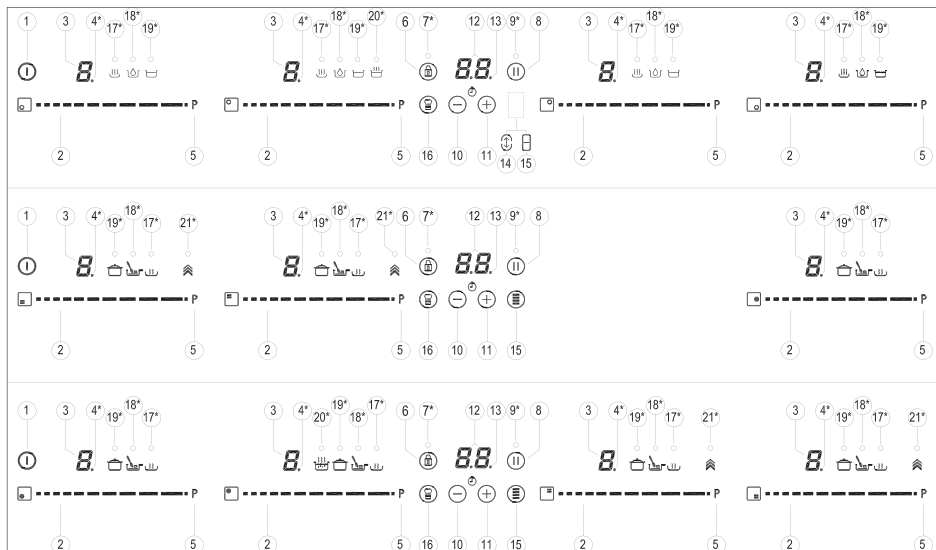 18* 18* 20* 18* 18*
1 3 4* 17* 19* 3 4* 17* 19* 6 7* 12 13 9* 8 3 4* 17* 19* 3 4* 17* 19*
8. 8. 88. 8. 8.
P P P P
2 5 2 5 16 10 11 14 15 2 5 2 5
18* 18* 18*
1 3 4* 19* 17* 21* 3 4* 19* 17* 21* 6 7* 12 13 9* 8 3 4* 19* 17*
8. 8. 88. 8.
P P P
2 5 2 5 16 10 11 15 2 5
18* 19* 17* 18* 18*
1 3 4* 19* 17* 3 4* 20* 18* 6 7* 12 13 9* 8 3 4* 19* 17* 21* 3 4* 19* 17* 21*
8. 8. 88. 8. 8.
P P P P
2 5 2 5 16 10 11 15 2 5 2 5